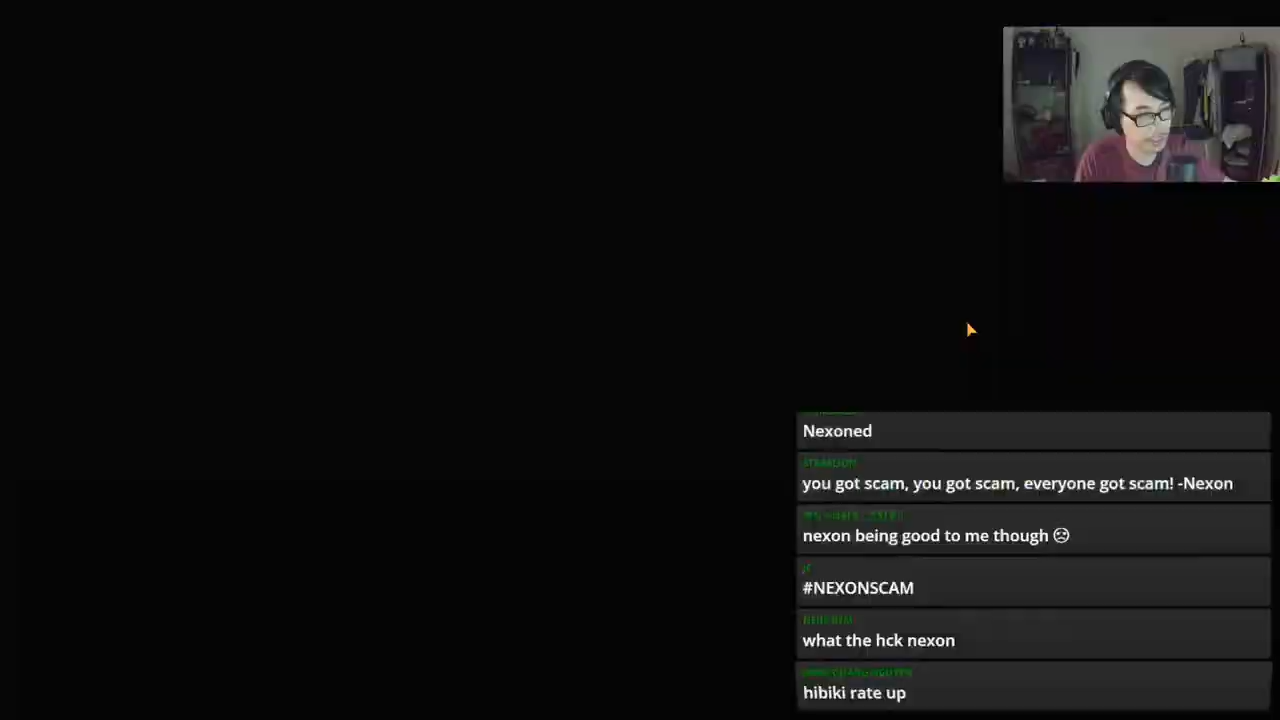 Nexoned
you got scam, you got scam, everyone got scam! -Nexon
nexon being good to me though 😔
#NEXONSCAM
what the hck nexon
hibiki rate up